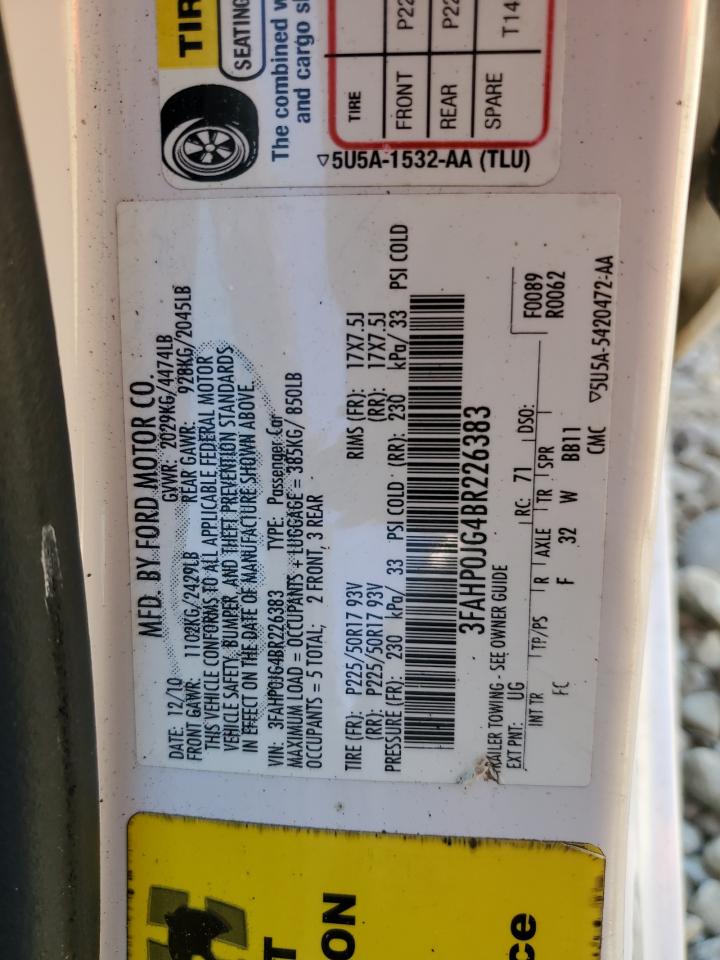 TIR
SEATING
The combined w
and cargo s
TIRE
FRONT P22
REAR P22
SPARE T14
▽5U5A-1532-AA (TLU)
MFD. BY FORD MOTOR CO.
DATE: 12/10 GVWR: 2029KG/4474LB
FRONT GAWR: 1102KG/2429LB REAR GAWR: 928KG/2045LB
THIS VEHICLE CONFORMS TO ALL APPLICABLE FEDERAL MOTOR
VEHICLE SAFETY, BUMPER, AND THEFT PREVENTION STANDARDS
IN EFFECT ON THE DATE OF MANUFACTURE SHOWN ABOVE.
VIN: 3FAHP0JG4BR226383 TYPE: Passenger Car
MAXIMUM LOAD = OCCUPANTS + LUGGAGE = 385KG/ 850LB
OCCUPANTS = 5 TOTAL; 2 FRONT, 3 REAR
TIRE (FR): P225/50R17 93V RIMS (FR): 17X7.5J
(RR): P225/50R17 93V (RR): 17X7.5J
PRESSURE (FR): 230 kPa/ 33 PSI COLD (RR): 230 kPa/ 33 PSI COLD
3FAHP0JG4BR226383
TRAILER TOWING - SEE OWNER GUIDE
EXT PNT: UG RC: 71 DSO: F0089
R0062
INT TR TP/PS R AXLE TR SPR
FC F 32 W BB11
CMC ▽5U5A-5420472-AA
T
ON
ce